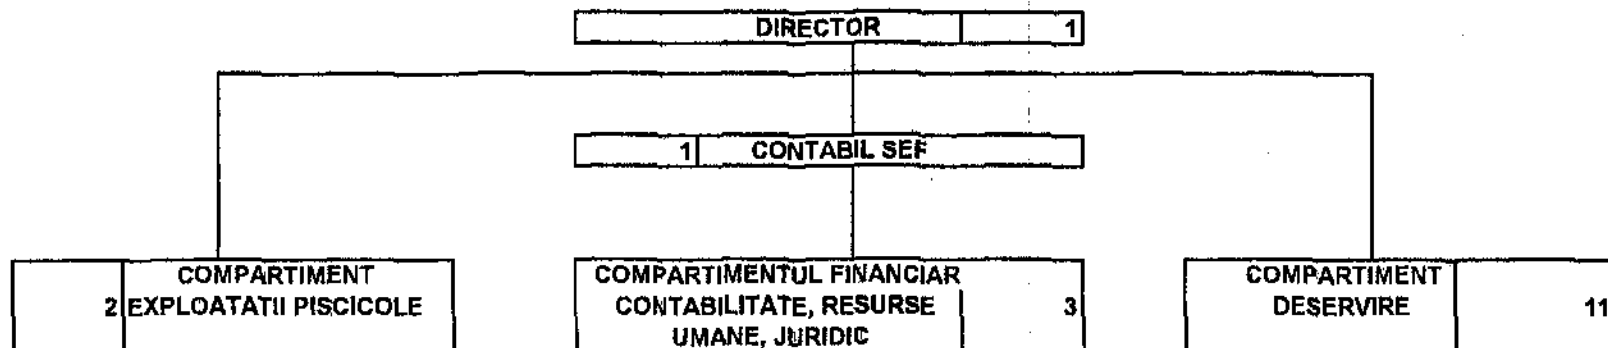 DIRECTOR 1
1 CONTABIL SEF
COMPARTIMENT
2 EXPLOATATII PISCICOLE
COMPARTIMENTUL FINANCIAR
CONTABILITATE, RESURSE 3
UMANE, JURIDIC
COMPARTIMENT
DESERVIRE 11